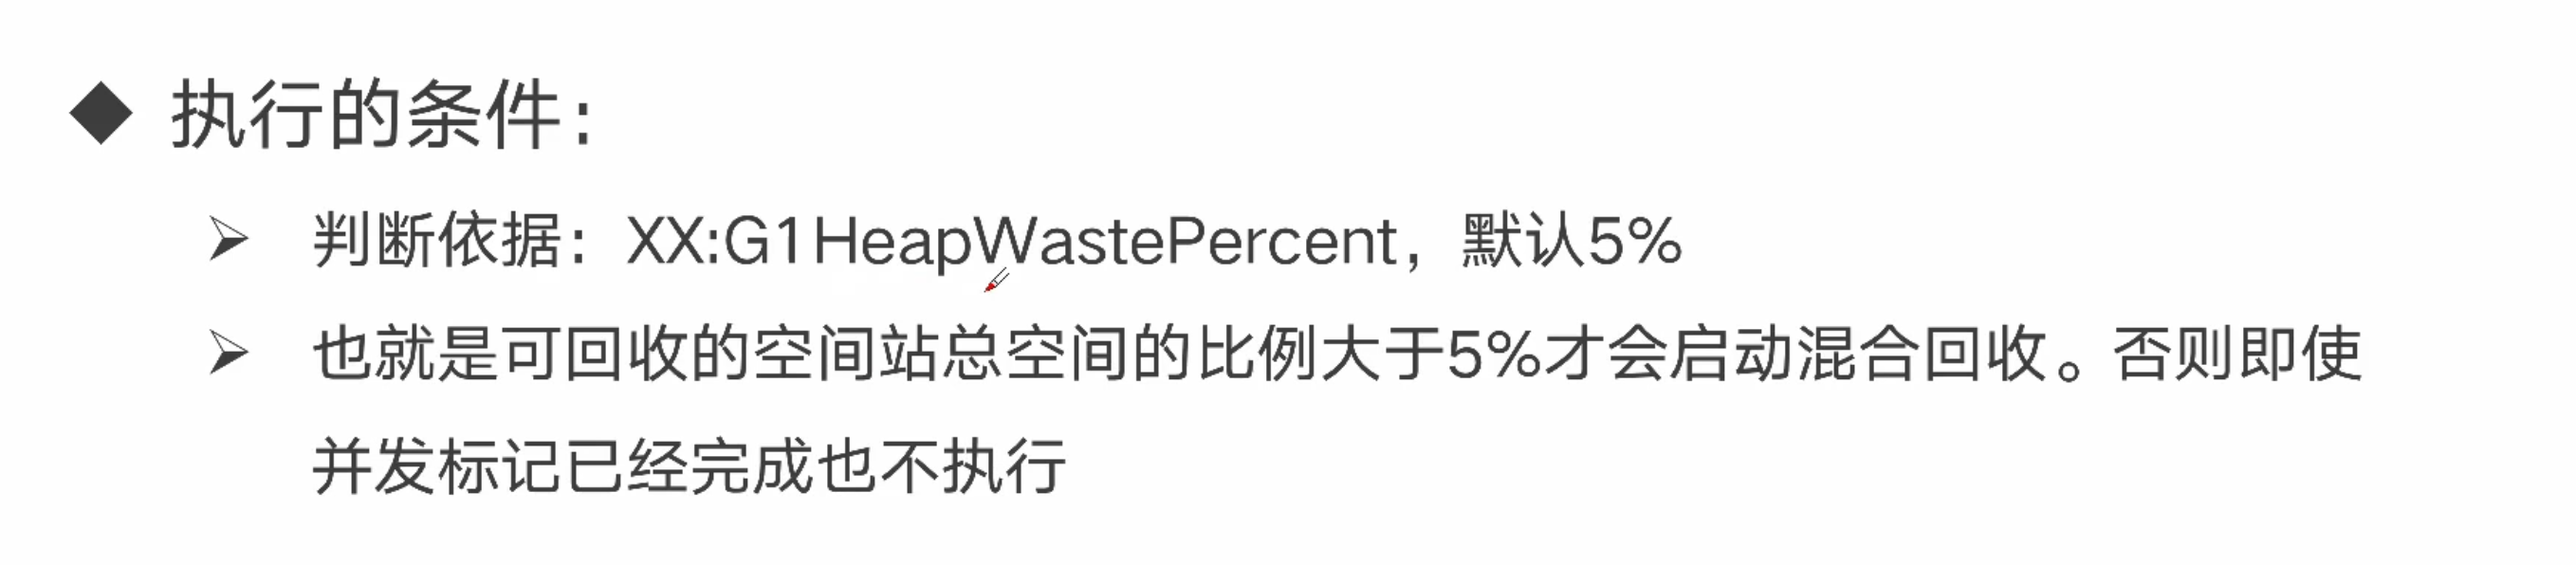 执行的条件：
判断依据：XX:G1HeapWastePercent，默认5%
也就是可回收的空间站总空间的比例大于5%才会启动混合回收。否则即使
并发标记已经完成也不执行